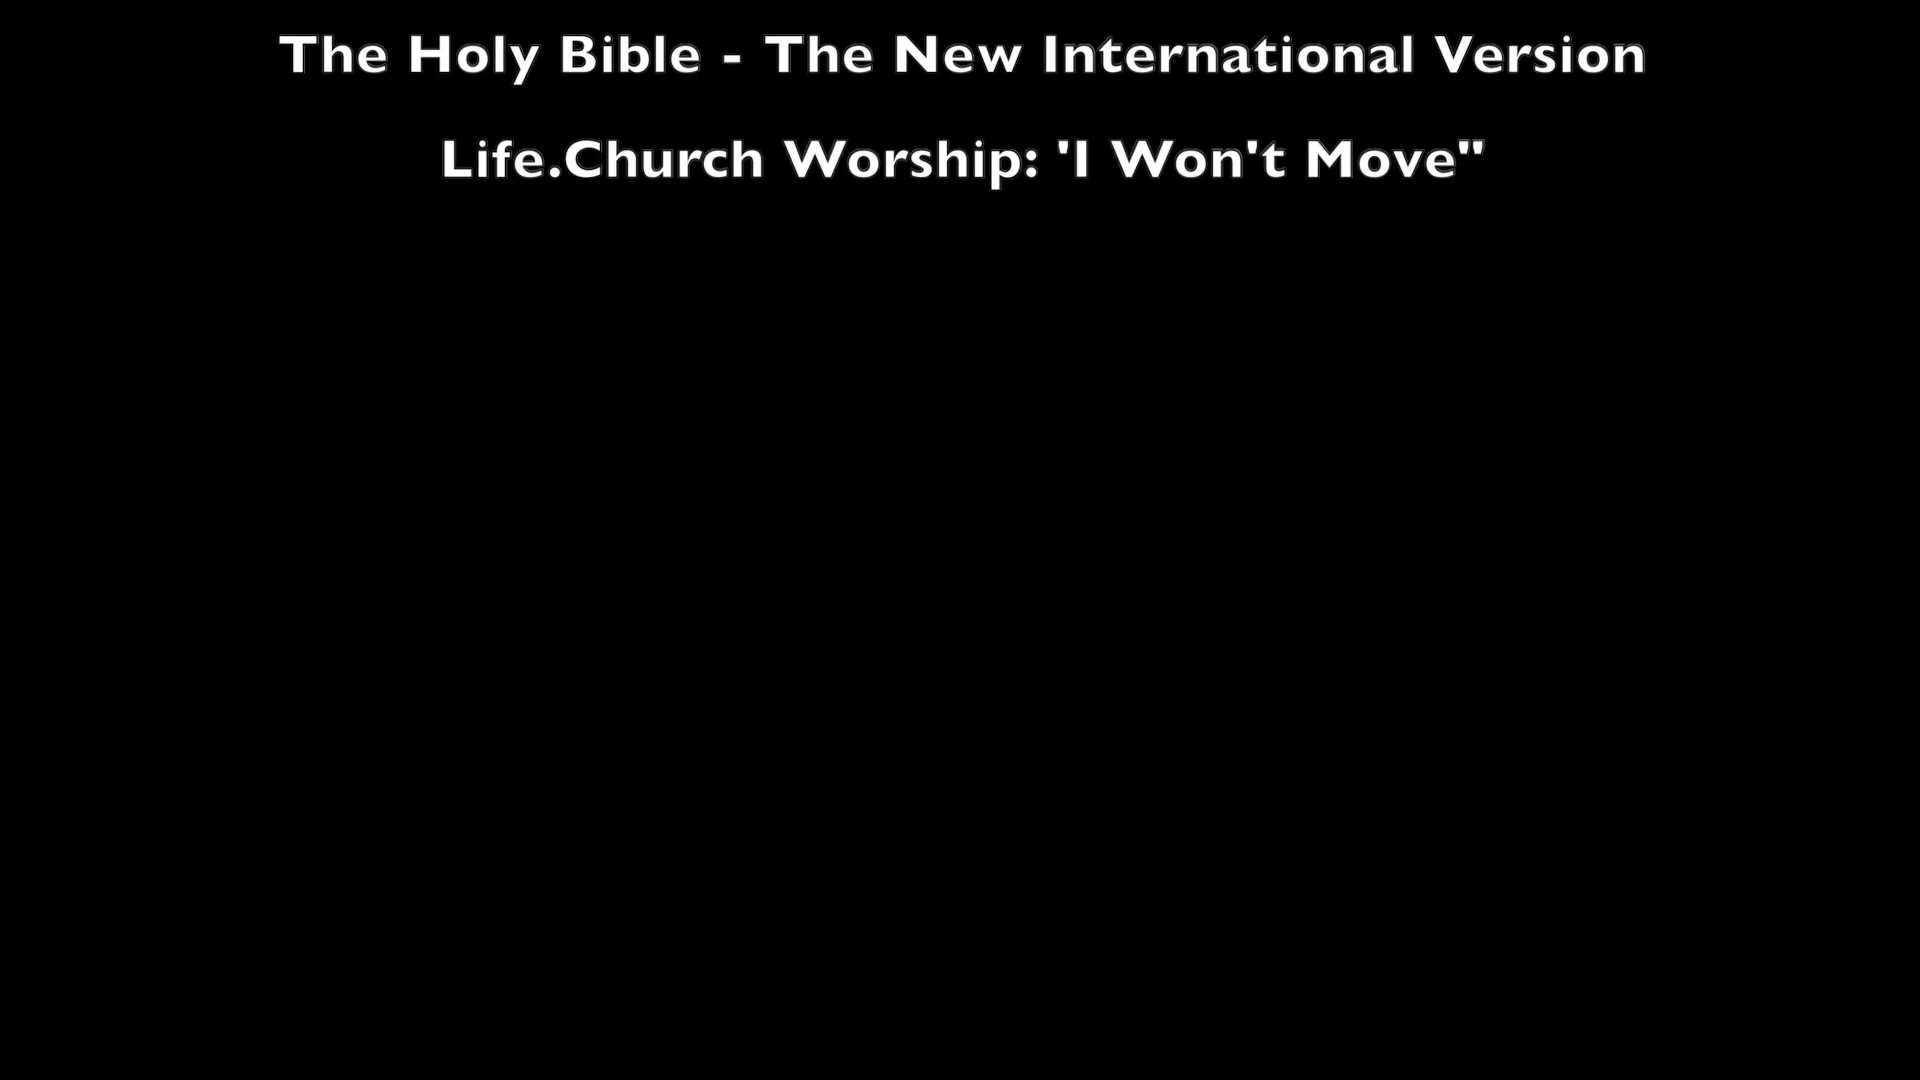 The Holy Bible - The New International Version
Life.Church Worship: 'I Won't Move"